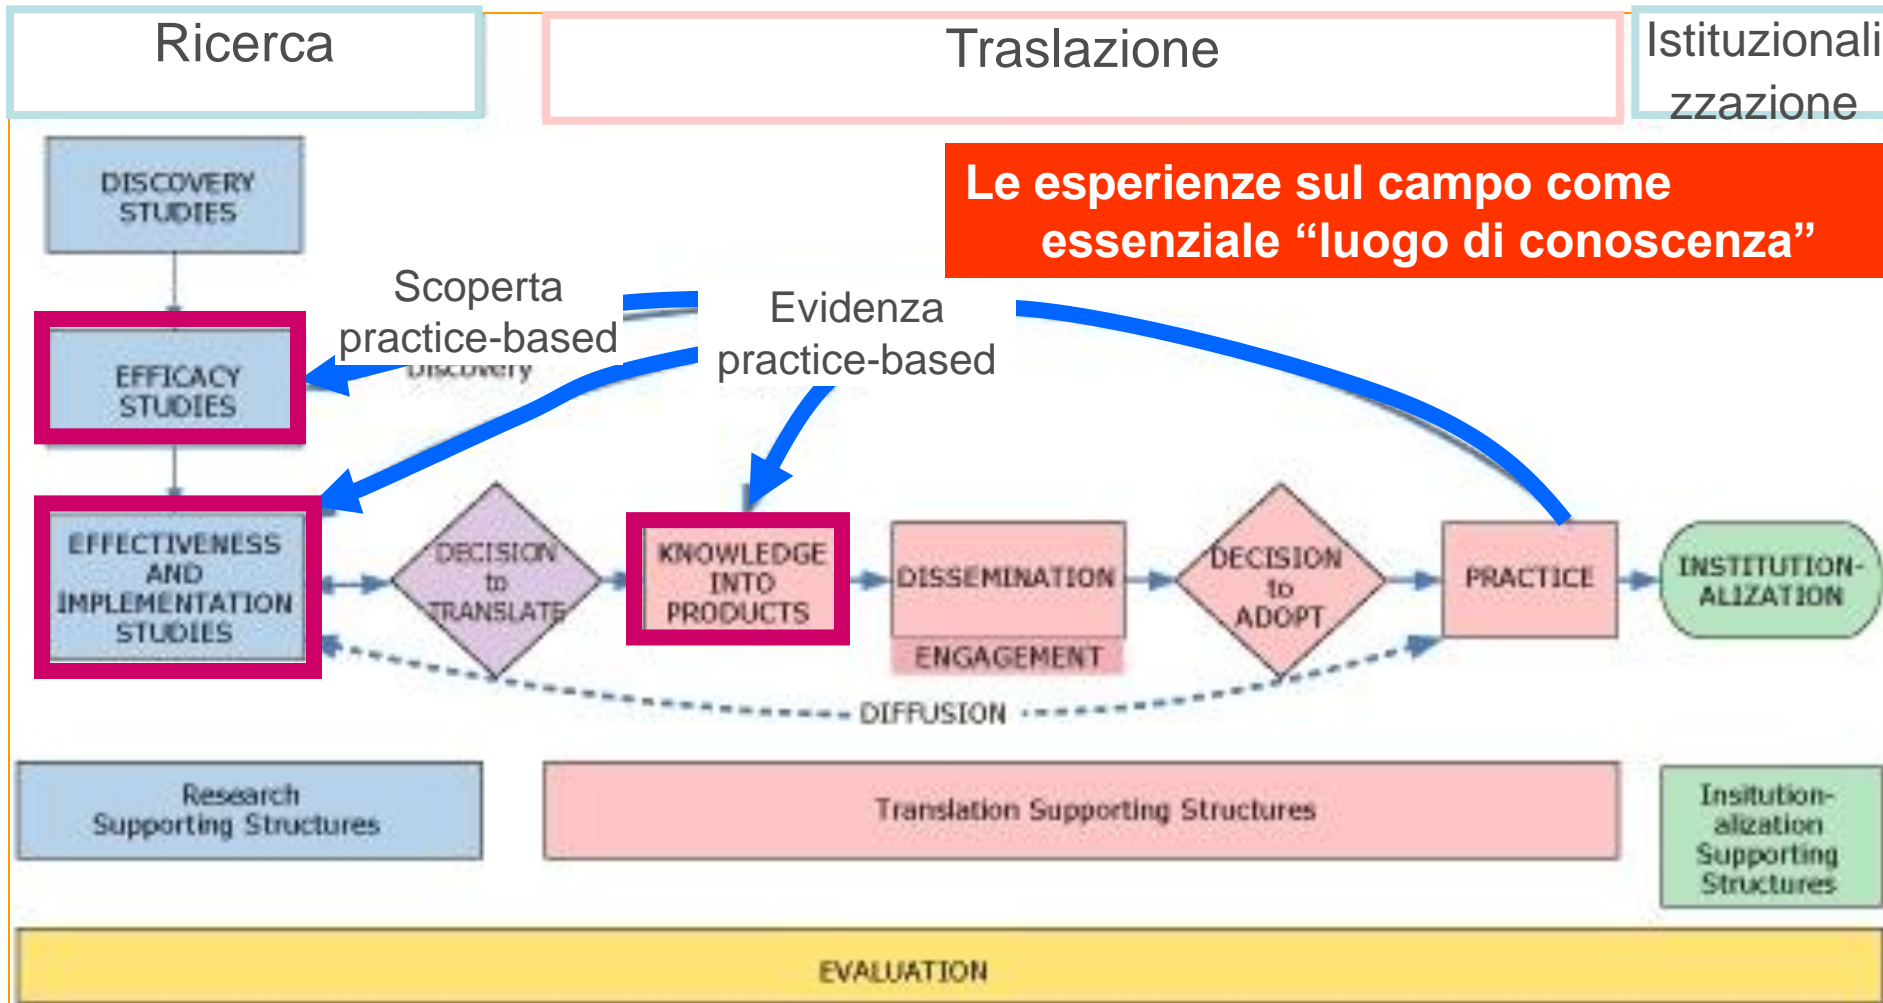 Ricerca
Traslazione
Istituzionali
zzazione
DISCOVERY
STUDIES
Le esperienze sul campo come
essenziale “luogo di conoscenza”
Scoperta
practice-based
Discovery
Evidenza
practice-based
EFFICACY
STUDIES
EFFECTIVENESS
AND
IMPLEMENTATION
STUDIES
DECISION
to
TRANSLATE
KNOWLEDGE
INTO
PRODUCTS
DISSEMINATION
ENGAGEMENT
DECISION
to
ADOPT
PRACTICE
INSTITUTION-
ALIZATION
DIFFUSION
Research
Supporting Structures
Translation Supporting Structures
Insitution-
alization
Supporting
Structures
EVALUATION